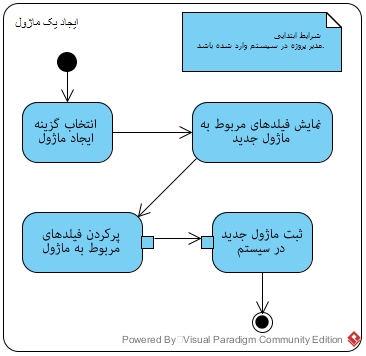 ایجاد یک ماژول
شرایط ابتدایی
مدیر پروژه در سیستم وارد شده باشد.
انتخاب گزینه
ایجاد ماژول
نمایش فیلدهای مربوط به
ماژول جدید
پرکردن فیلدهای
مربوط به ماژول
ثبت ماژول جدید
در سیستم
Powered By Visual Paradigm Community Edition